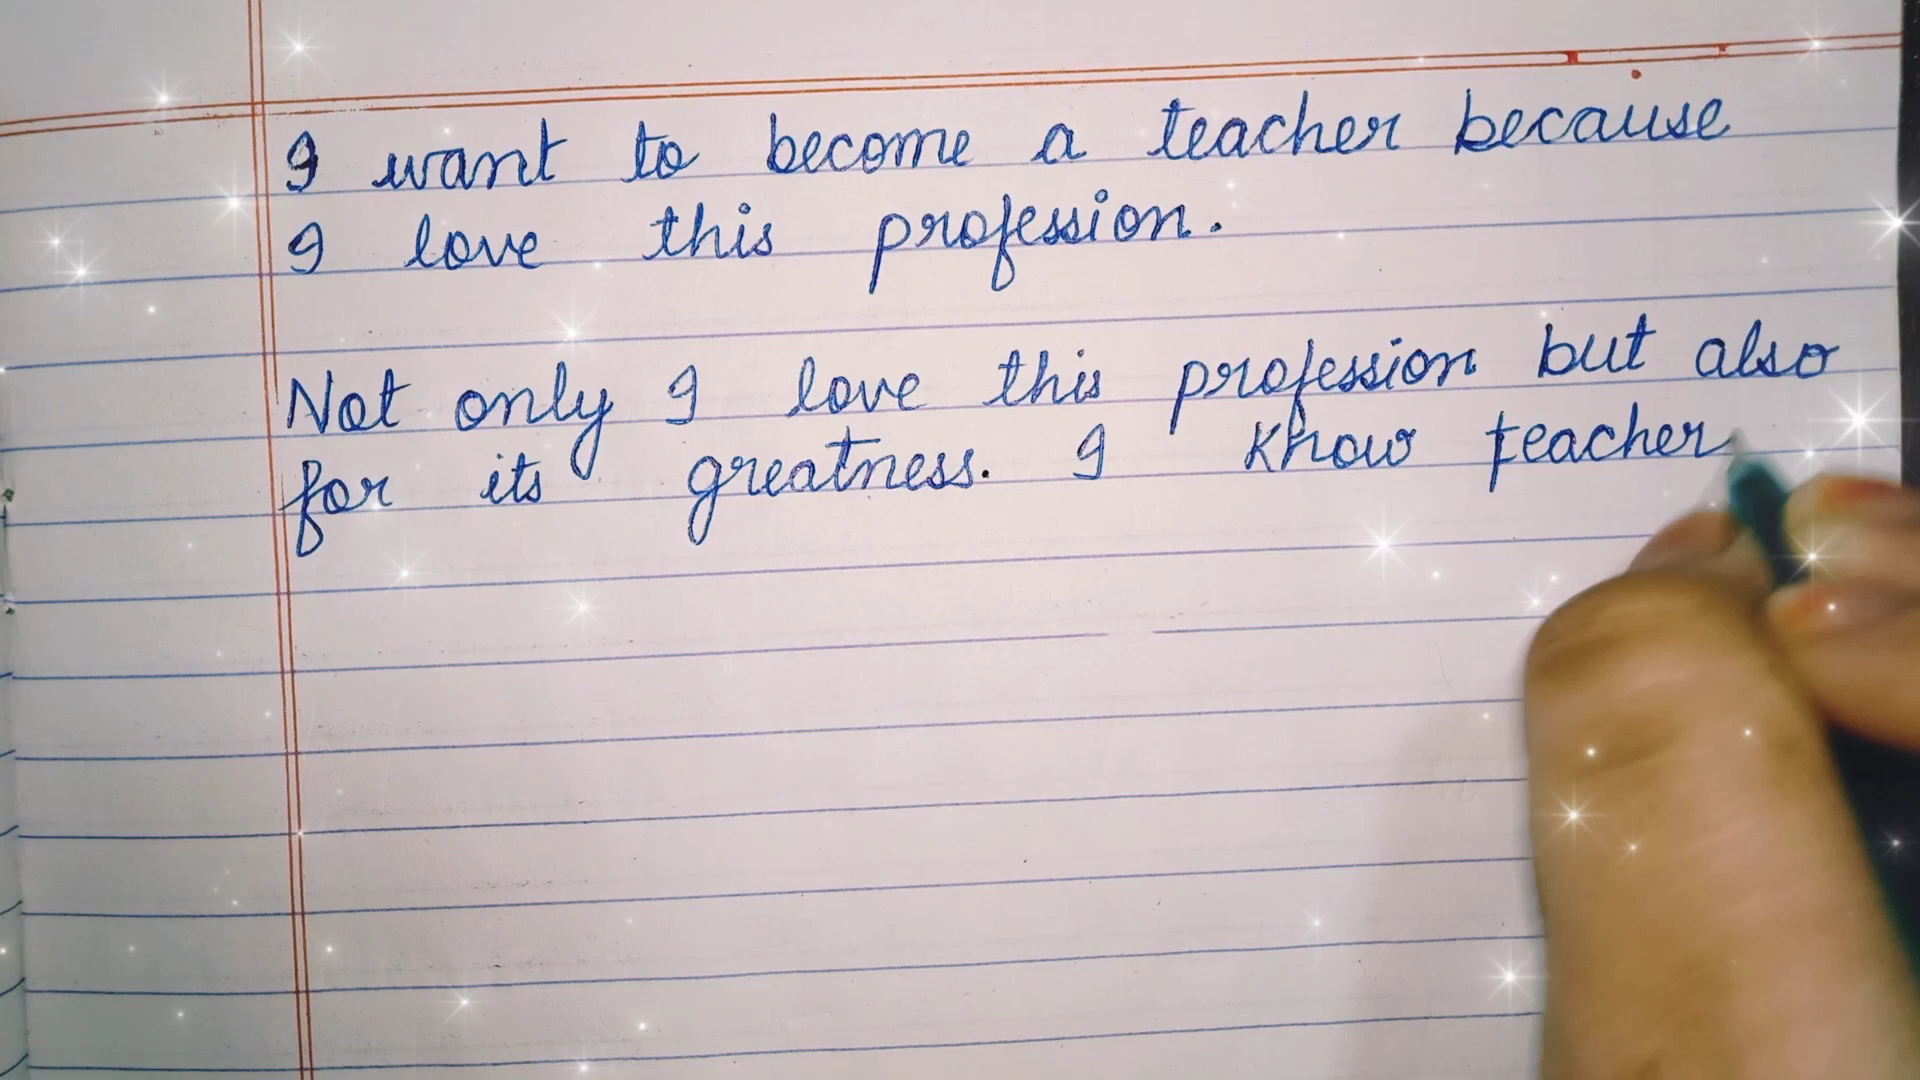 I want to become a teacher because
I love this profession.
Not only I love this profession but also
for its greatness. I know teacher